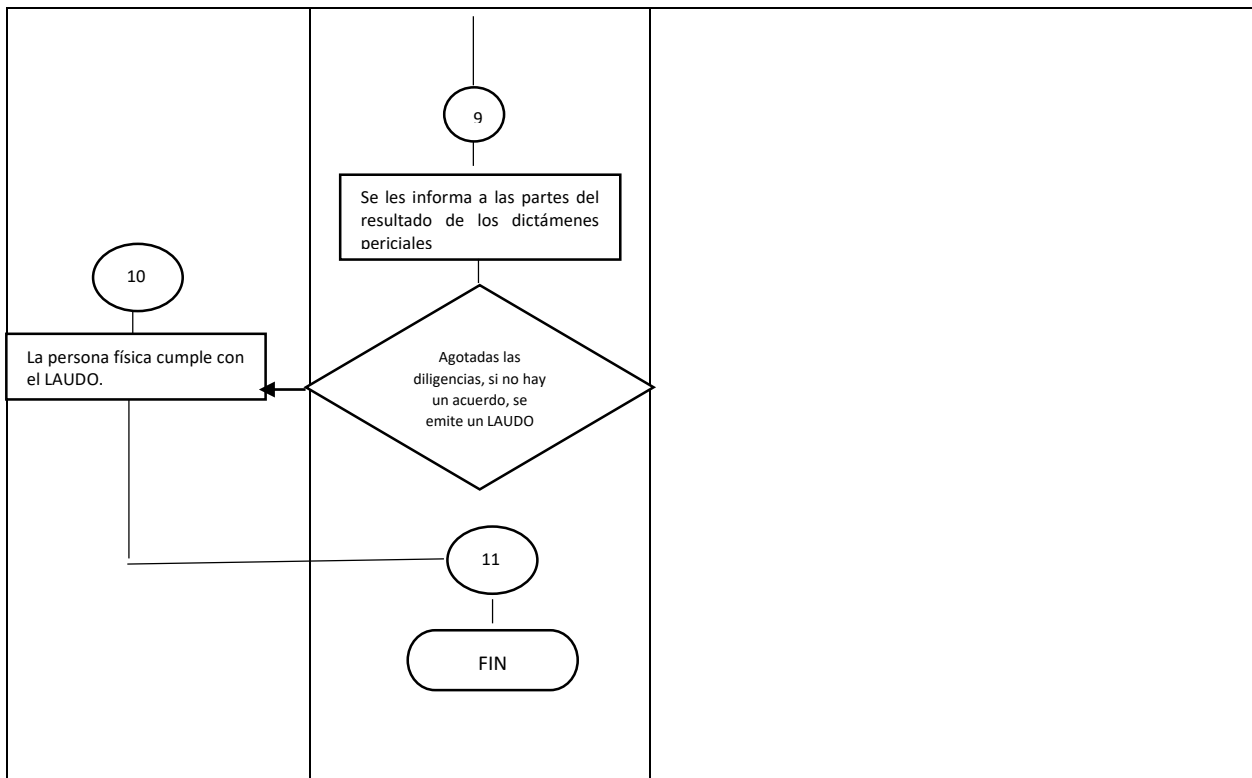 9
Se les informa a las partes del
resultado de los dictámenes
periciales
10
La persona física cumple con
el LAUDO.
Agotadas las
diligencias, si no hay
un acuerdo, se
emite un LAUDO
11
FIN